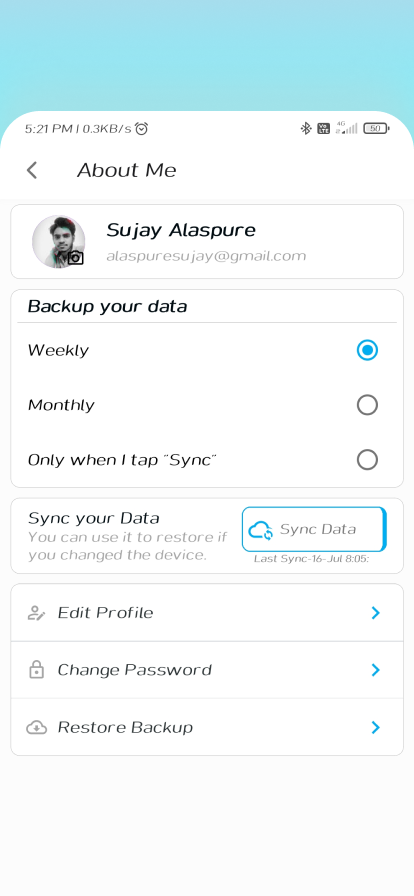 5:21 PM | 0.3KB/s
4G
50
About Me
Sujay Alaspure
alaspuresujay@gmail.com
Backup your data
Weekly
Monthly
Only when I tap "Sync"
Sync your Data
You can use it to restore if
you changed the device.
Sync Data
Last Sync-16-Jul 8:05:
Edit Profile
Change Password
Restore Backup